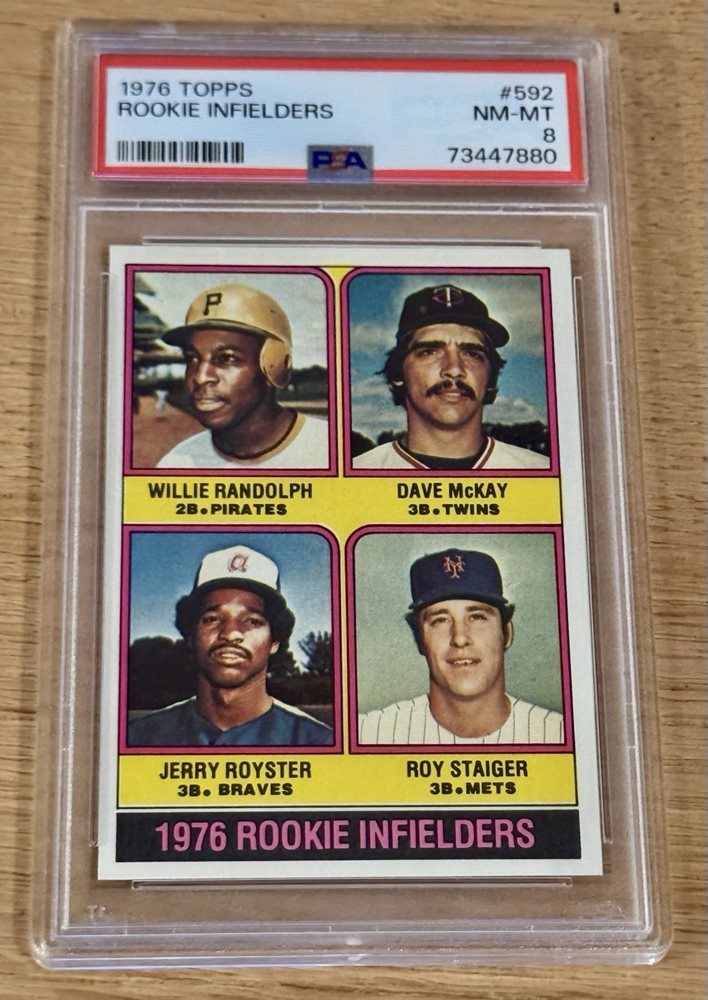 1976 TOPPS #592
ROOKIE INFIELDERS NM-MT
8
PSA 73447880
P
T
WILLIE RANDOLPH DAVE McKAY
2B. PIRATES 3B. TWINS
a
NY
JERRY ROYSTER ROY STAIGER
3B. BRAVES 3B. METS
1976 ROOKIE INFIELDERS